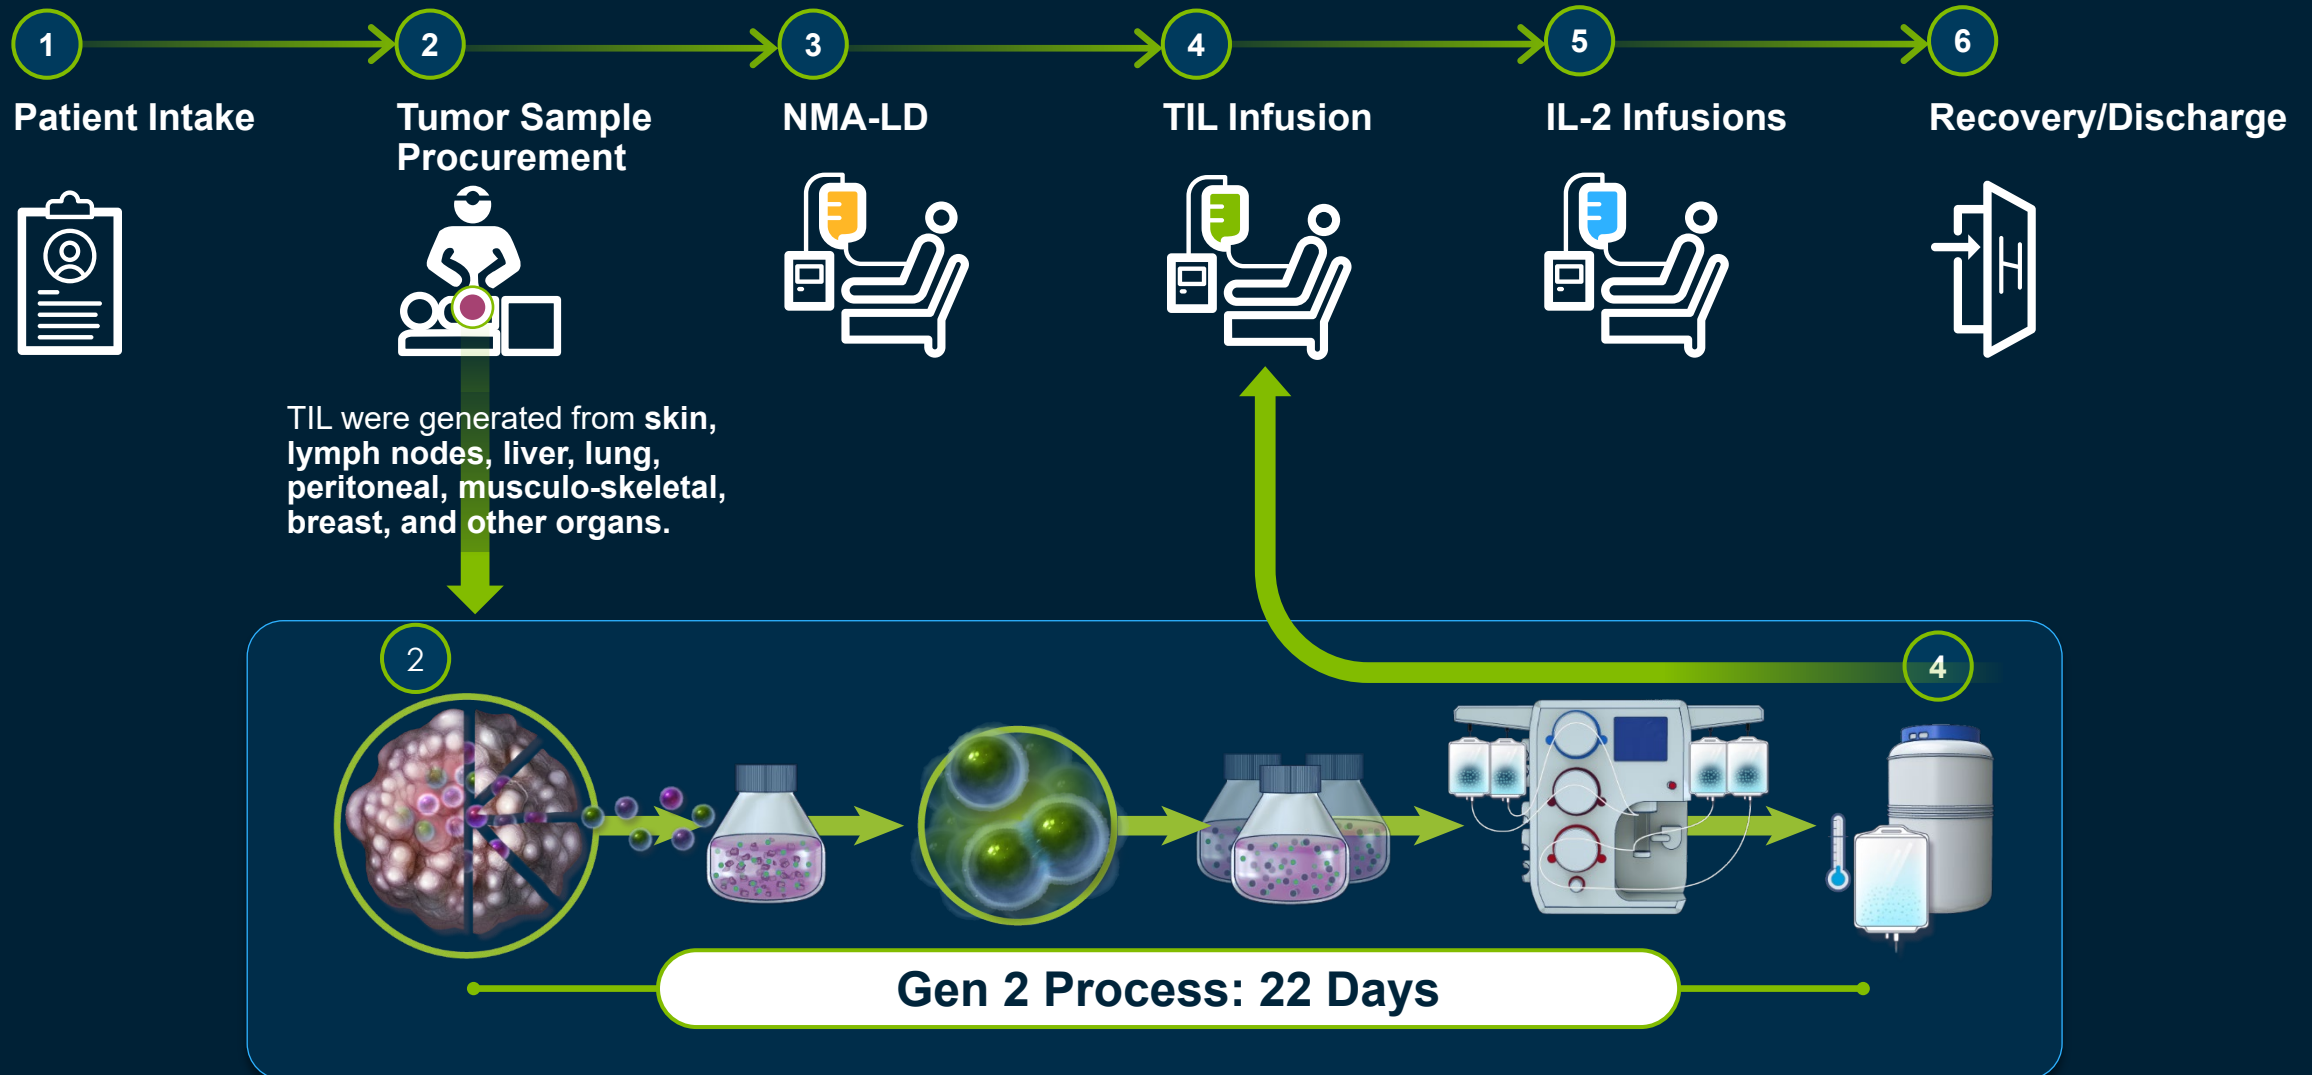 1
2
3
4
5
6
Patient Intake
Tumor Sample
Procurement
NMA-LD
TIL Infusion
IL-2 Infusions
Recovery/Discharge
H
TIL were generated from skin,
lymph nodes, liver, lung,
peritoneal, musculo-skeletal,
breast, and other organs.
2
4
Gen 2 Process: 22 Days